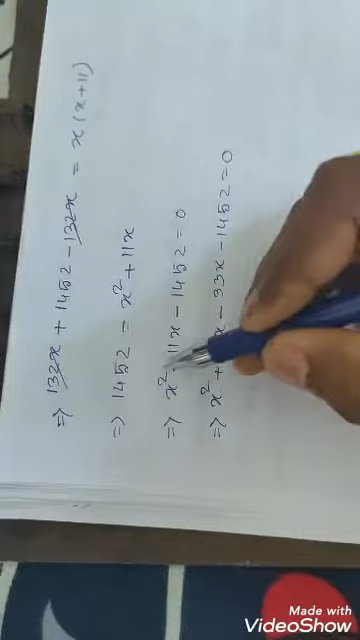 ⇒ 132x + 1452 - 132x = x(x+11)
⇒ 1452 = x² + 11x
⇒ x² 11x - 1452 = 0
⇒ x² + x - 33x - 1452 = 0
Made with
VideoShow